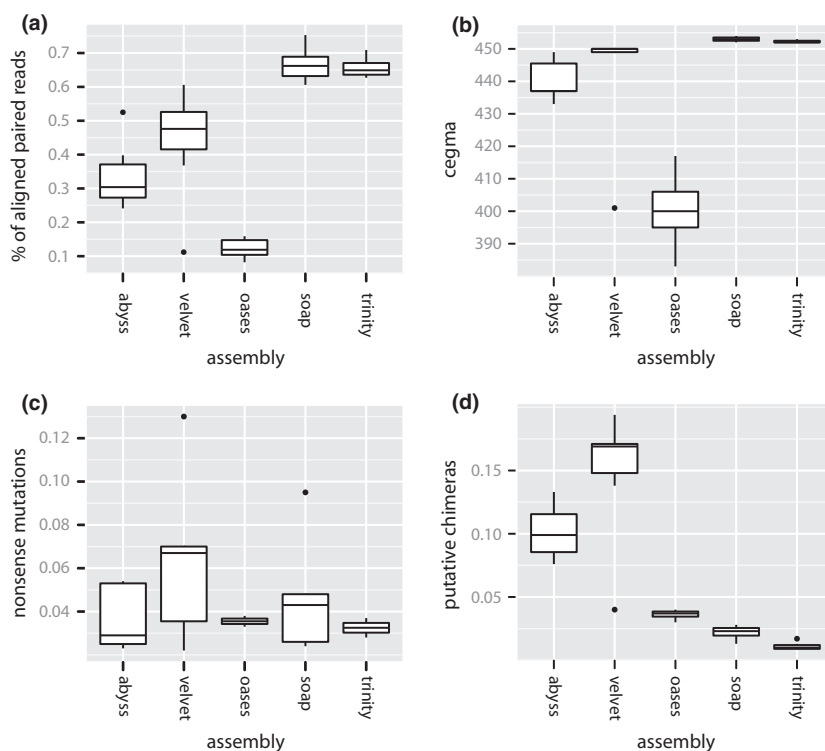 (a)
% of aligned paired reads
0.7
0.6
0.5
0.4
0.3
0.2
0.1
abyss
velvet
oases
soap
trinity
assembly
(b)
cegma
450
440
430
420
410
400
390
abyss
velvet
oases
soap
trinity
assembly
(c)
nonsense mutations
0.12
0.10
0.08
0.06
0.04
abyss
velvet
oases
soap
trinity
assembly
(d)
putative chimeras
0.15
0.10
0.05
abyss
velvet
oases
soap
trinity
assembly